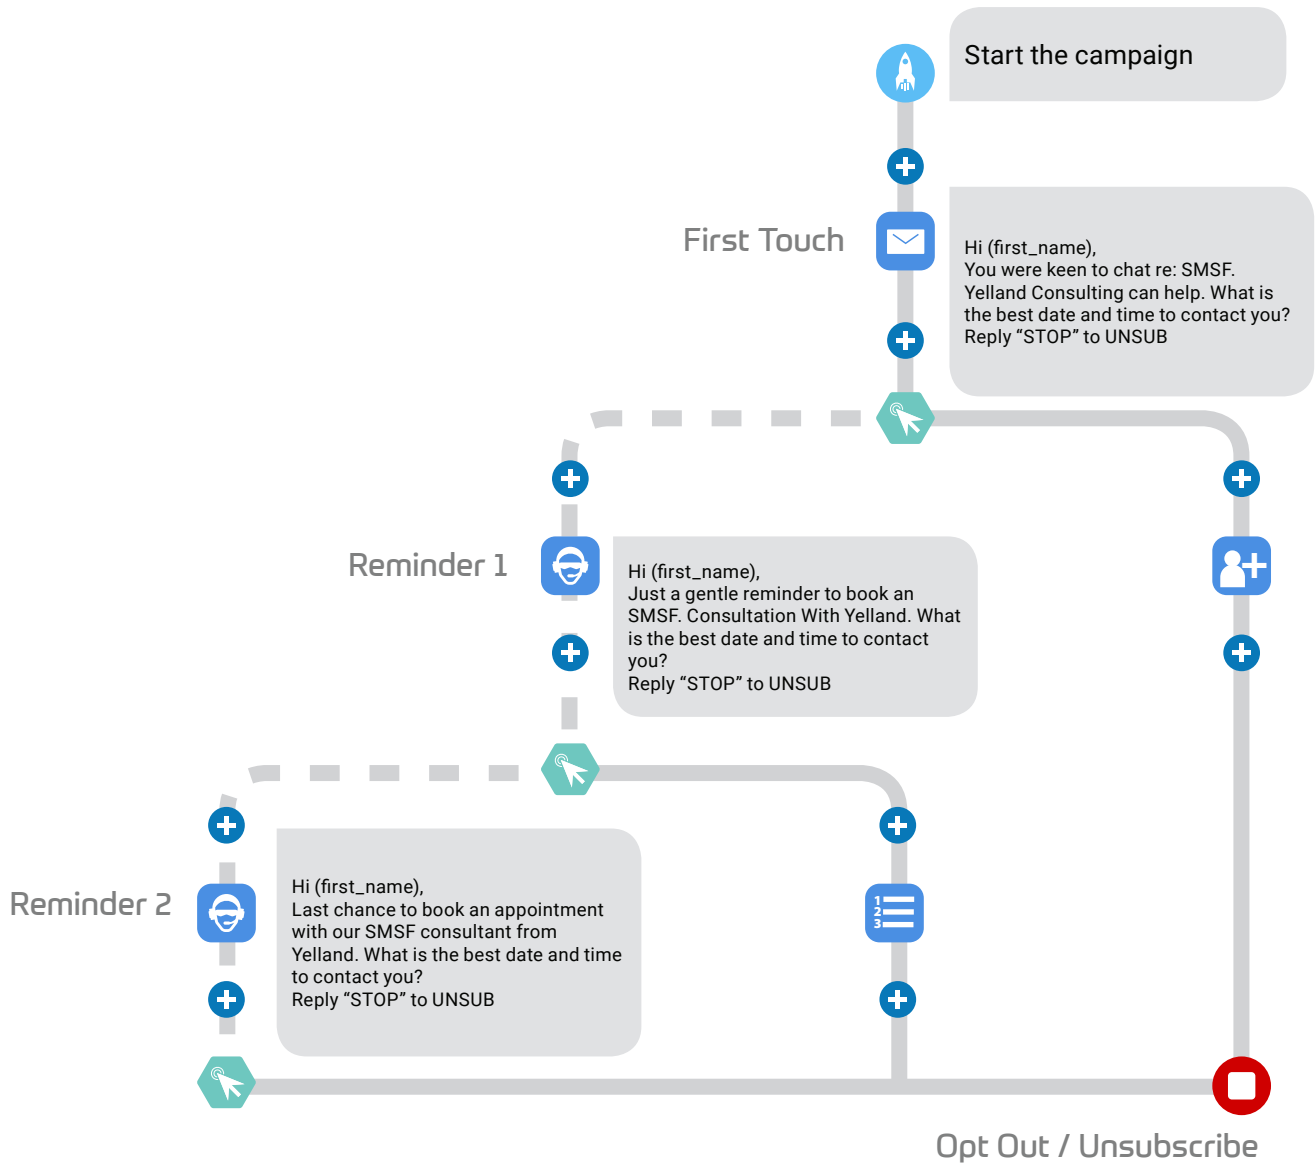 Start the campaign
First Touch
Hi (first_name),
You were keen to chat re: SMSF.
Yelland Consulting can help. What is
the best date and time to contact you?
Reply “STOP” to UNSUB
Reminder 1
Hi (first_name),
Just a gentle reminder to book an
SMSF. Consultation With Yelland. What
is the best date and time to contact
you?
Reply “STOP” to UNSUB
Reminder 2
Hi (first_name),
Last chance to book an appointment
with our SMSF consultant from
Yelland. What is the best date and time
to contact you?
Reply “STOP” to UNSUB
1
2
3
Opt Out / Unsubscribe